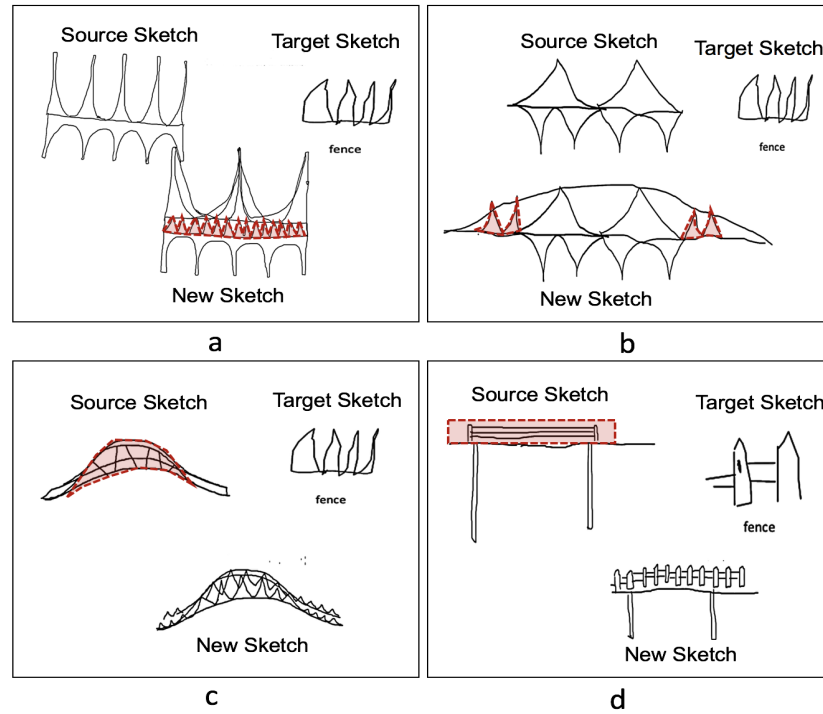 Source Sketch
Target Sketch
fence
New Sketch
a
Source Sketch
Target Sketch
fence
New Sketch
b
Source Sketch
Target Sketch
fence
New Sketch
c
Source Sketch
Target Sketch
fence
New Sketch
d